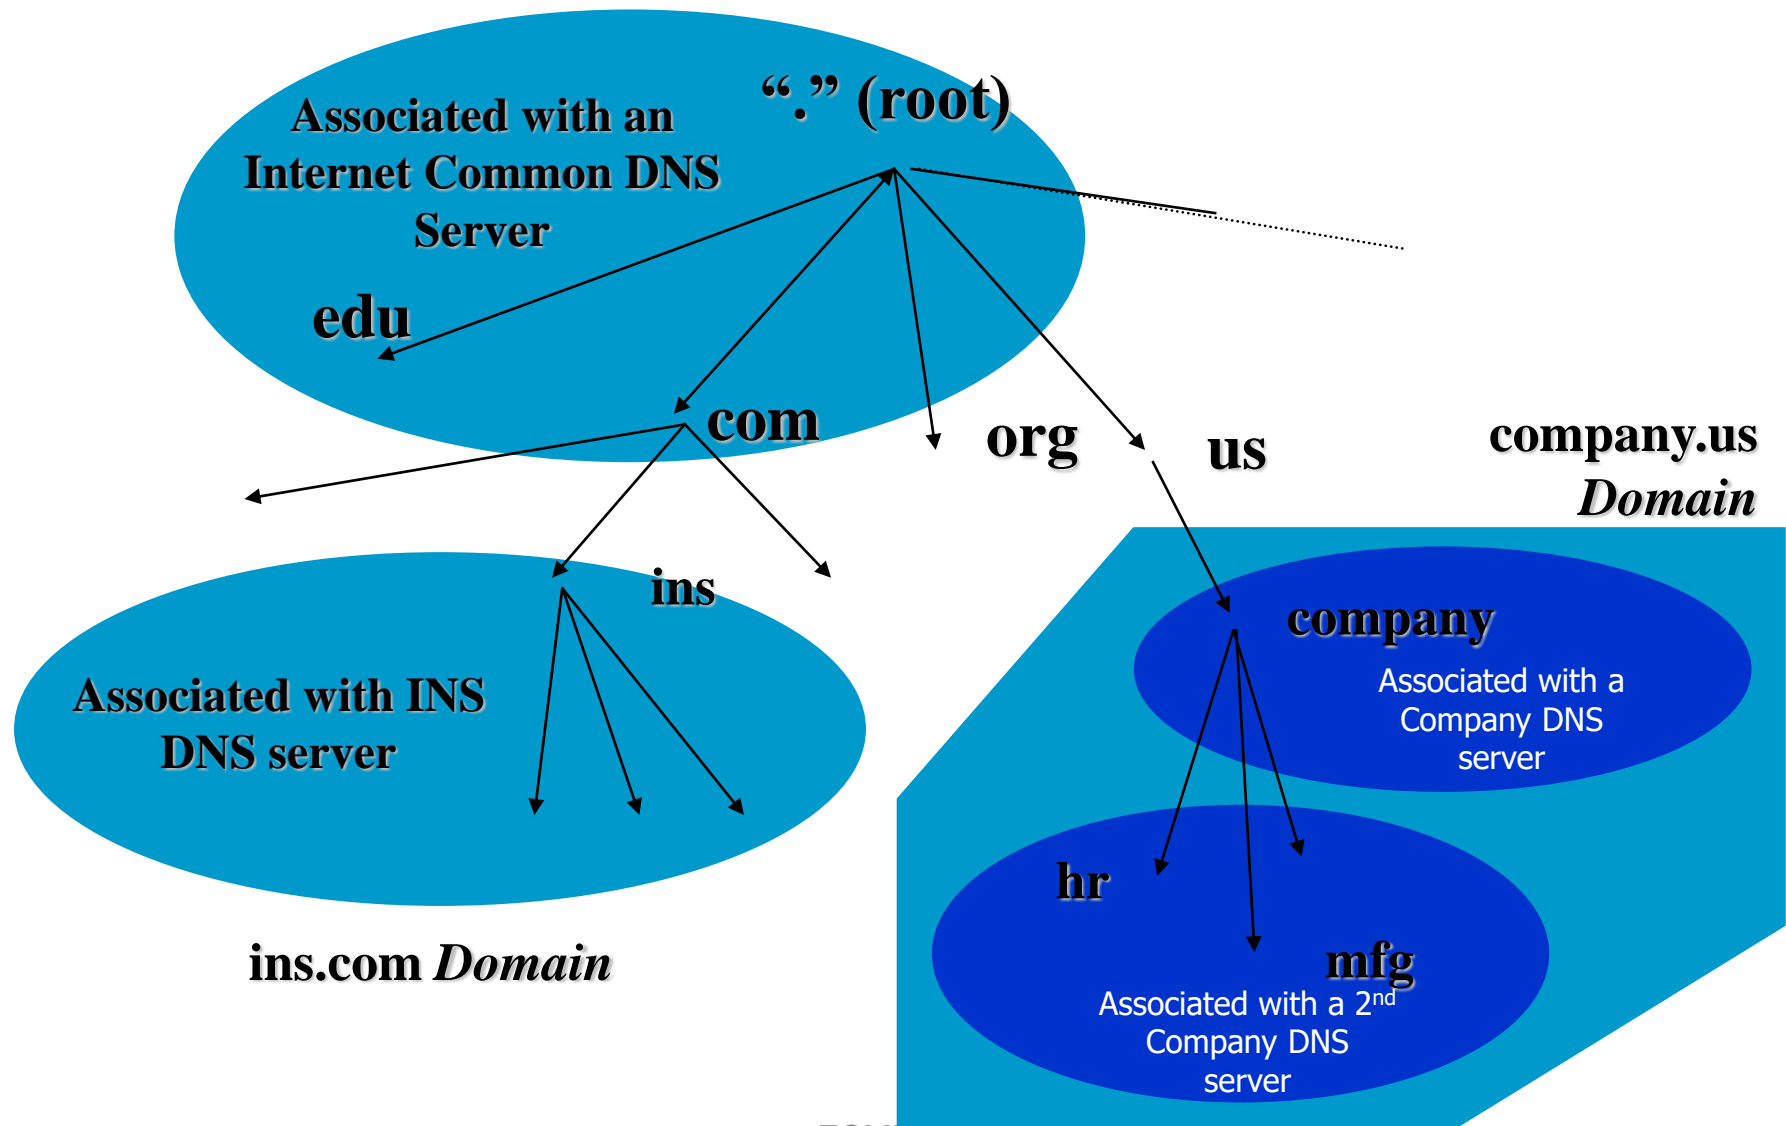 “.” (root)
Associated with an
Internet Common DNS
Server
edu
com
org
us
company.us
Domain
ins
company
Associated with a
Company DNS
server
Associated with INS
DNS server
hr
mfg
Associated with a 2nd
Company DNS
server
ins.com Domain